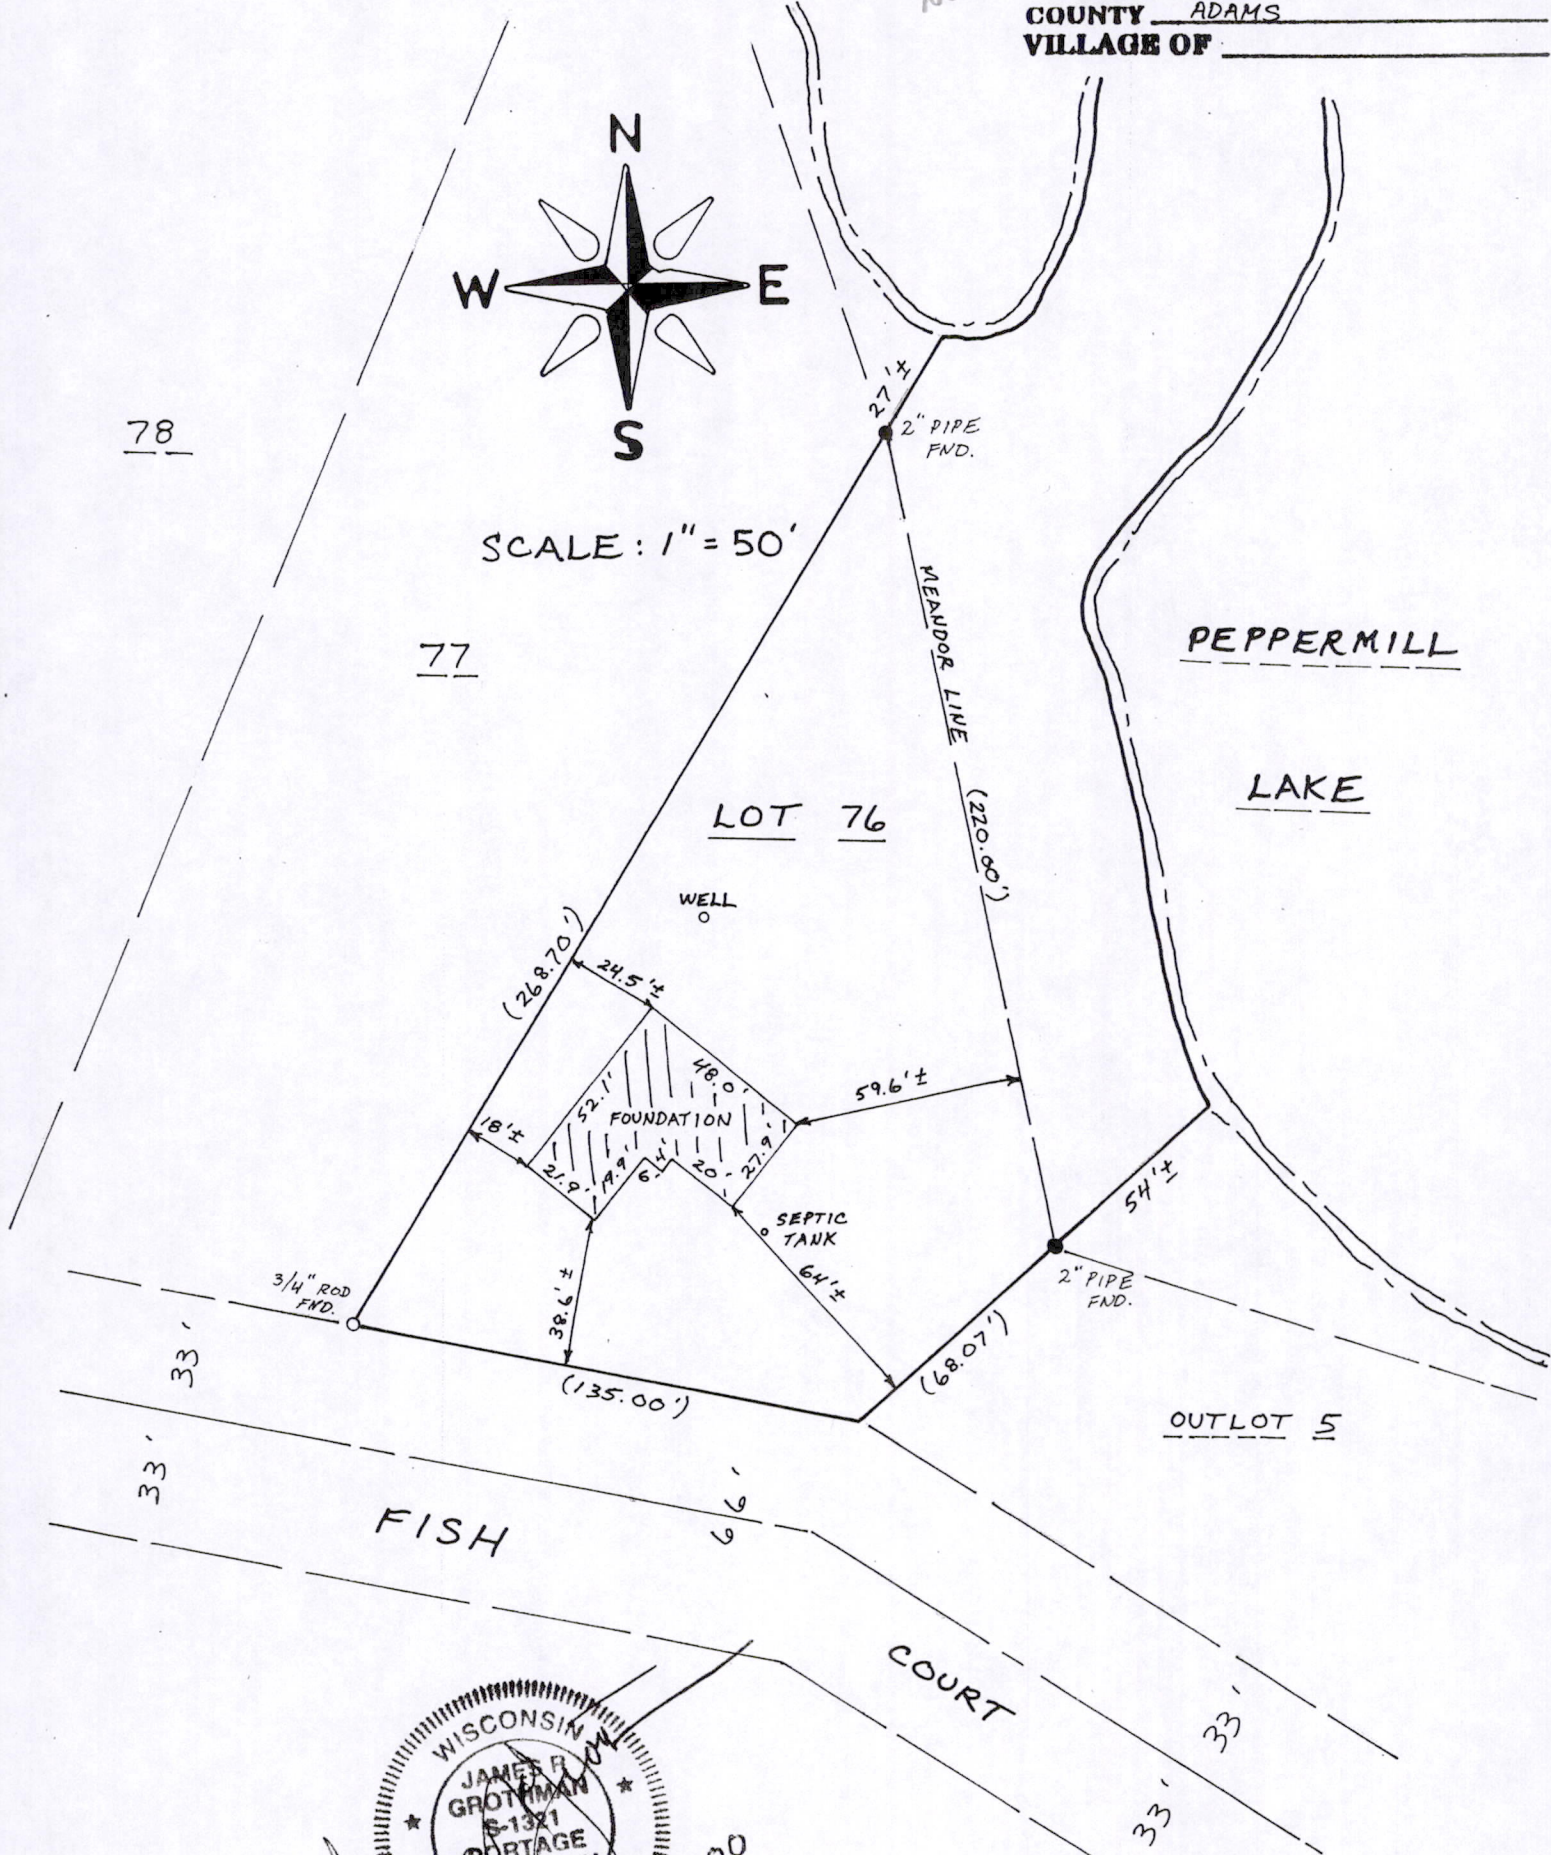 COUNTY ADAMS
VILLAGE OF
N
W E
S
27'±
2" PIPE
FND.
78
SCALE: 1" = 50'
MEANDOR LINE (220.00')
77
PEPPERMILL
LAKE
LOT 76
WELL
(268.70')
24.5'±
52.1'
48.0'
59.6'±
FOUNDATION
18'±
21.9'
19.9'
6.4'
20'
27.9'
54'±
SEPTIC
TANK
64'±
38.6'±
3/4" ROD
FND.
2" PIPE
FND.
33'
(68.07')
(135.00')
OUTLOT 5
33'
66'
FISH
COURT
33'
33'
WISCONSIN
JAMES R.
GROTHMAN
S-1321
PORTAGE